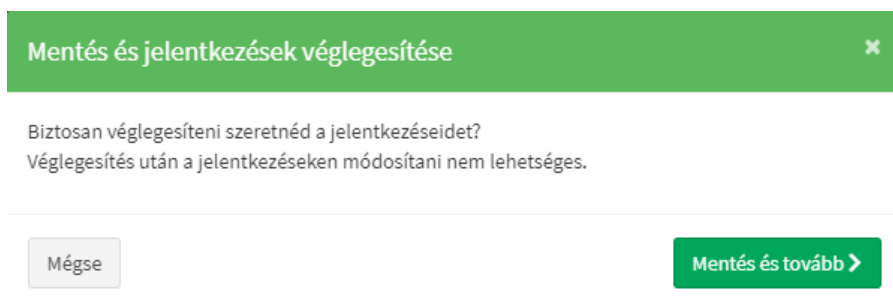 Mentés és jelentkezések véglegesítése
Biztosan véglegesíteni szeretnéd a jelentkezéseidet?
Véglegesítés után a jelentkezéseken módosítani nem lehetséges.
Mégse
Mentés és tovább